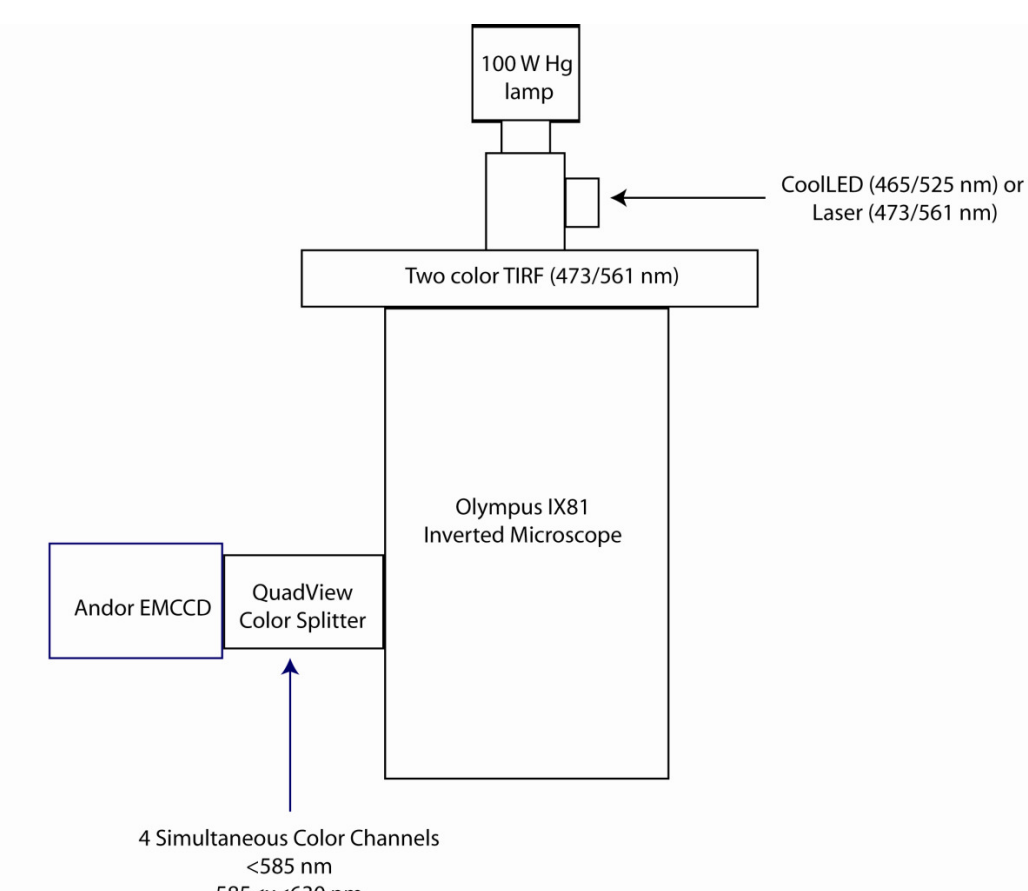 100 W Hg
lamp
CoolLED (465/525 nm) or
Laser (473/561 nm)
Two color TIRF (473/561 nm)
Olympus IX81
Inverted Microscope
Andor EMCCD
QuadView
Color Splitter
4 Simultaneous Color Channels
<585 nm